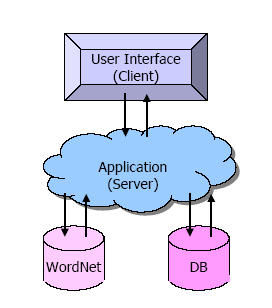 User Interface
(Client)
Application
(Server)
WordNet
DB